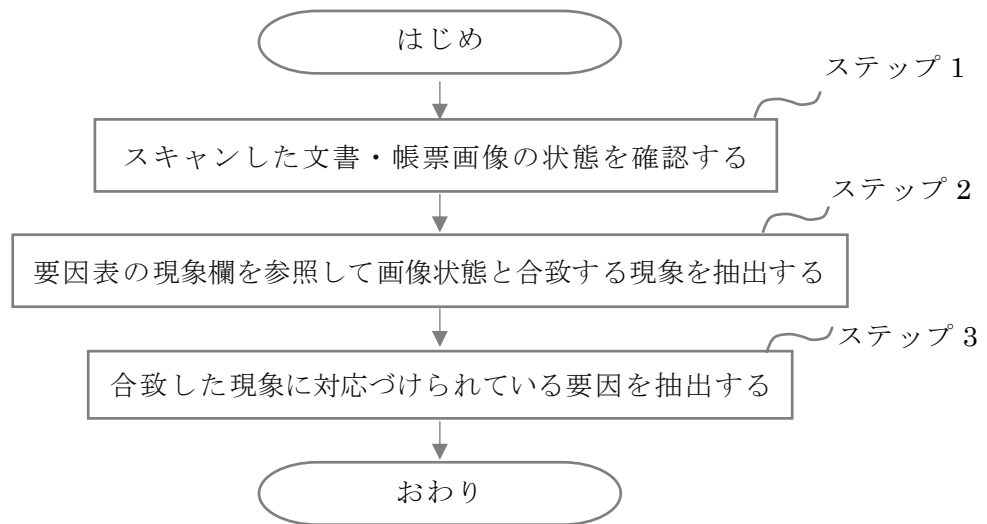 はじめ
ステップ 1
スキャンした文書・帳票画像の状態を確認する
ステップ 2
要因表の現象欄を参照して画像状態と合致する現象を抽出する
ステップ 3
合致した現象に対応づけられている要因を抽出する
おわり